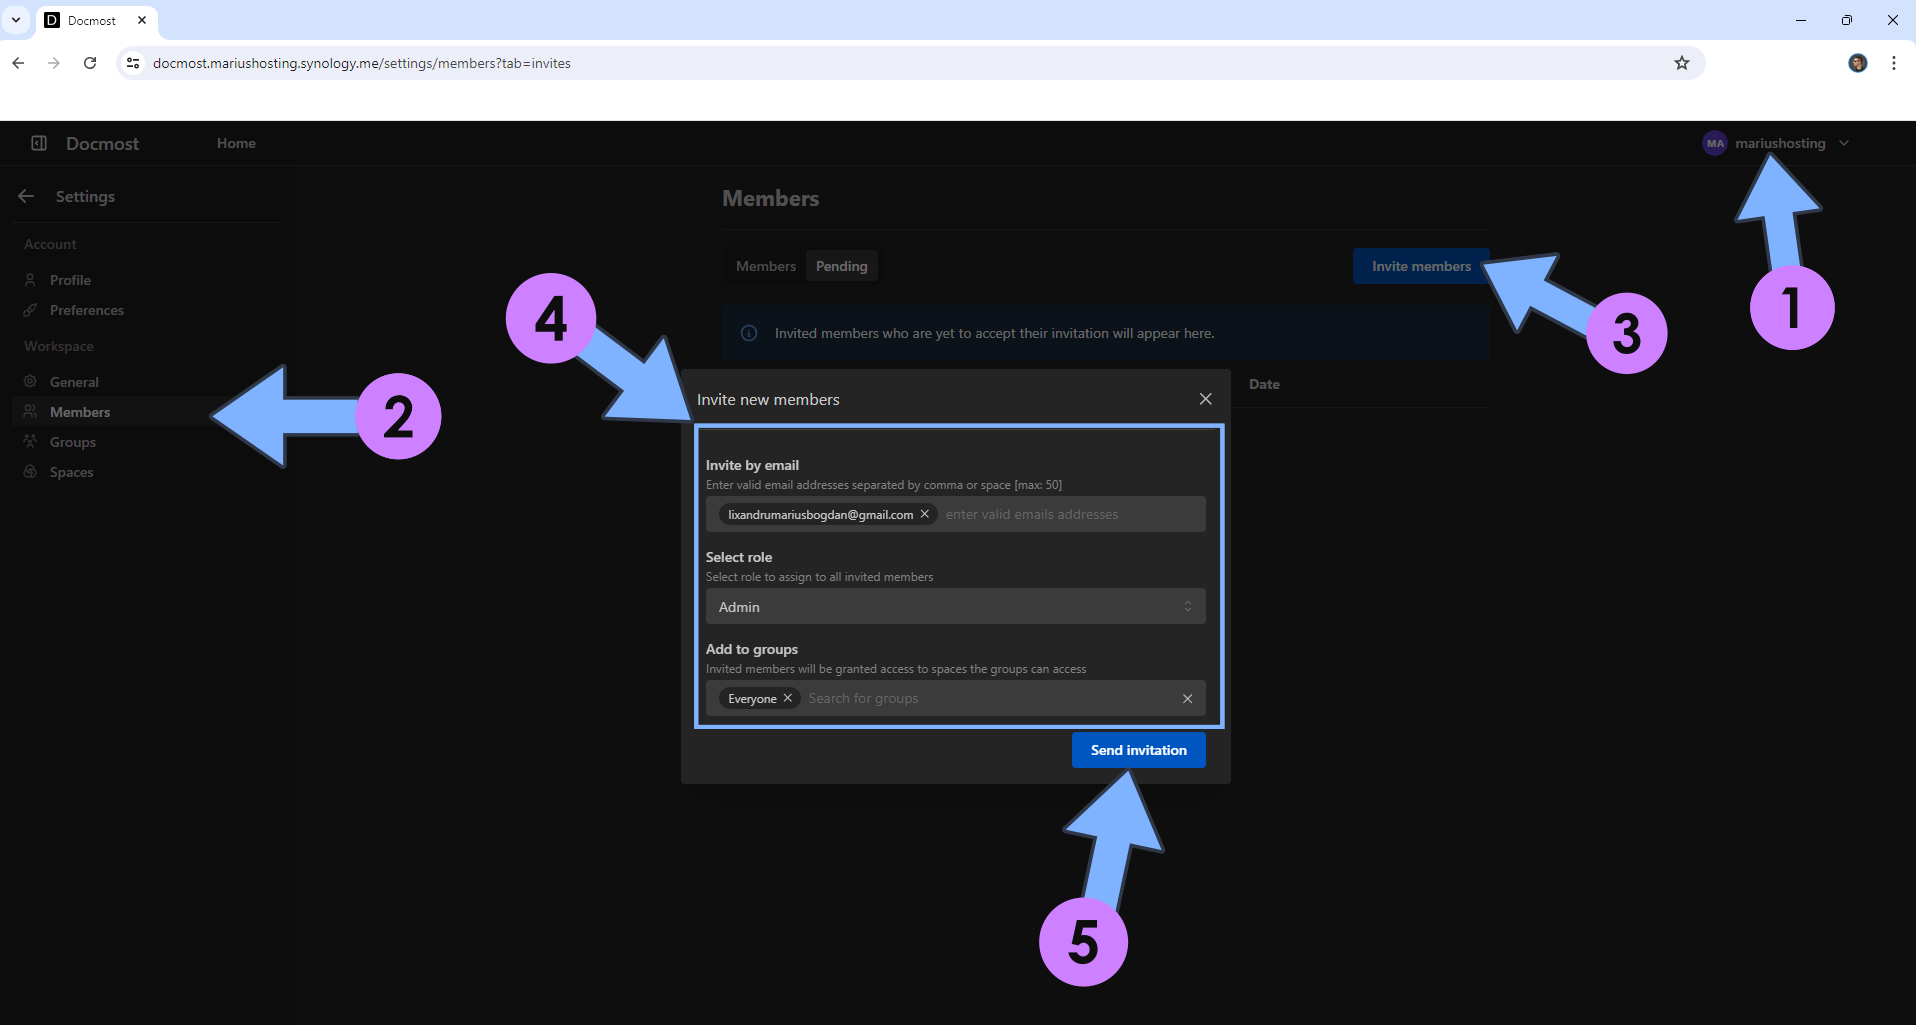 Docmost
docmost.mariushosting.synology.me/settings/members?tab=invites
Docmost
Home
MA
mariushosting
Settings
Members
Account
Profile
Preferences
Workspace
General
Members
Groups
Spaces
Members
Pending
Invite members
Invited members who are yet to accept their invitation will appear here.
Date
Invite new members
Invite by email
Enter valid email addresses separated by comma or space [max: 50]
lixandrumariusbogdan@gmail.com
enter valid emails addresses
Select role
Select role to assign to all invited members
Admin
Add to groups
Invited members will be granted access to spaces the groups can access
Everyone
Search for groups
Send invitation
1
2
3
4
5